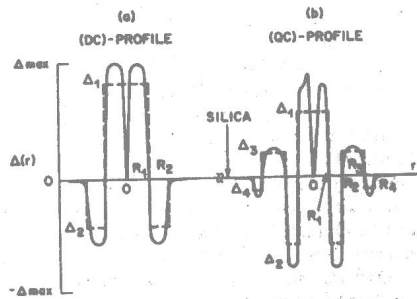 (a)
(DC)-PROFILE
(b)
(QC)-PROFILE
Δmax
Δ1
Δ1
SILICA
Δ3
Δ(r)
R1
R2
R3
r
0
0
0
Δ4
R2
R4
R1
Δ2
Δ2
-Δmax